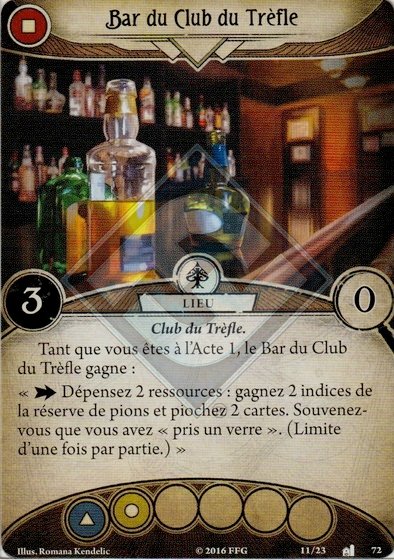 Bar du Club du Trèfle
3
LIEU
0
Club du Trèfle.
Tant que vous êtes à l'Acte 1, le Bar du Club
du Trèfle gagne :
« Dépensez 2 ressources : gagnez 2 indices de
la réserve de pions et piochez 2 cartes. Souvenez-
vous que vous avez « pris un verre ». (Limite
d'une fois par partie.) »
Illus. Romana Kendelic
© 2016 FFG
11/23
72